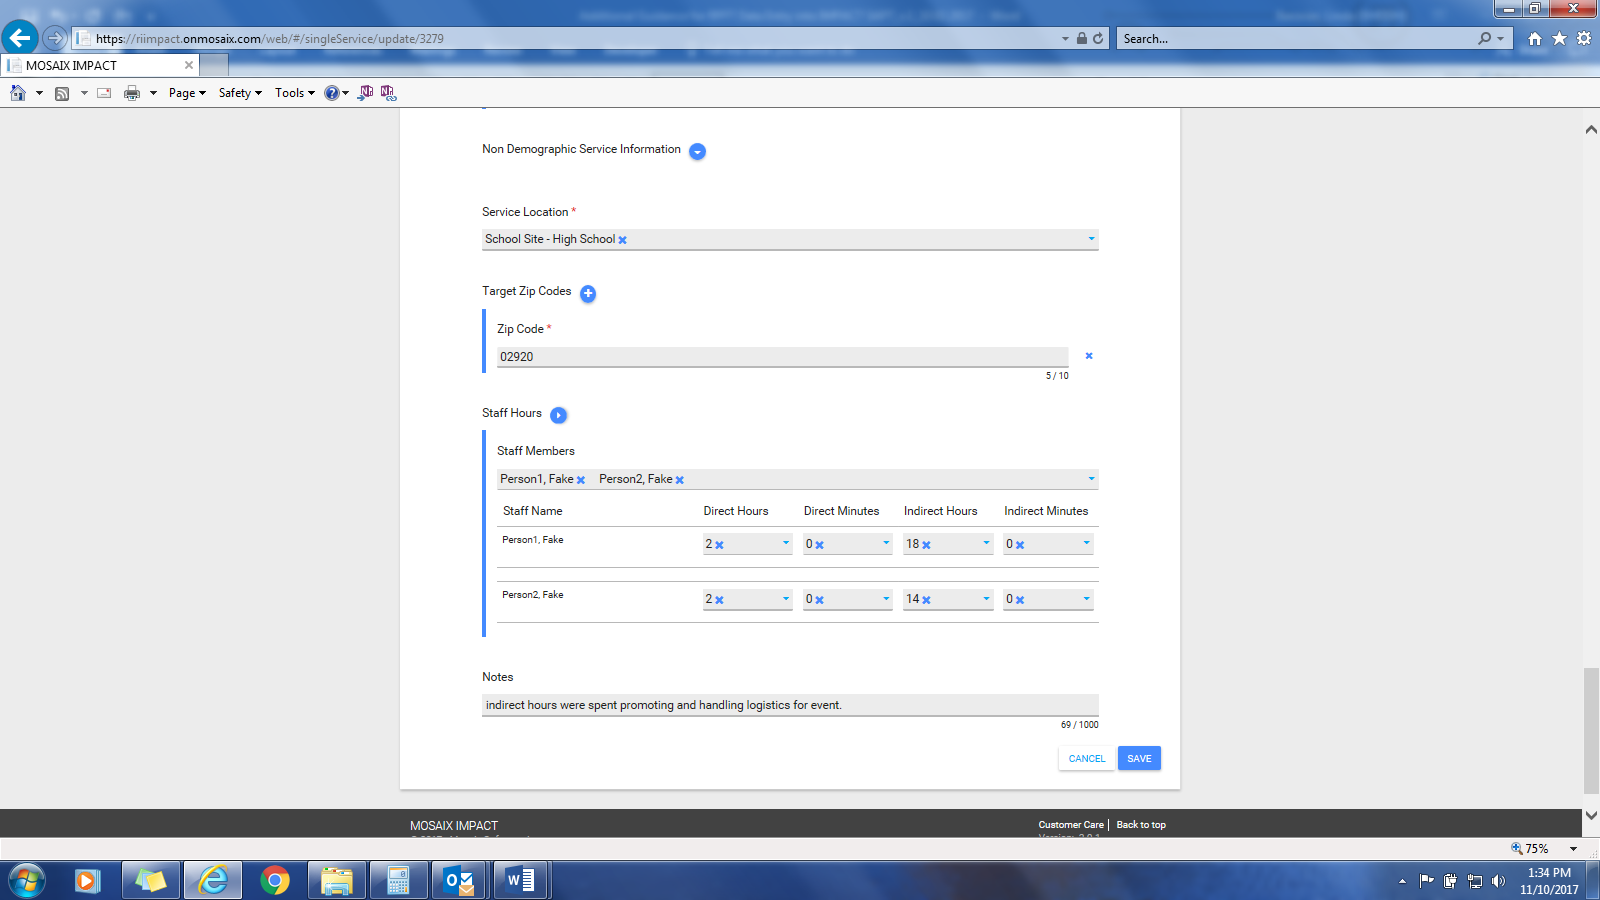 https://riimpact.onmosaix.com/web/#/singleService/update/3279
Search...
MOSAIX IMPACT
Page Safety Tools
Non Demographic Service Information
Service Location *
School Site - High School
Target Zip Codes
Zip Code *
02920
5 / 10
Staff Hours
Staff Members
Person1, Fake Person2, Fake
Staff Name Direct Hours Direct Minutes Indirect Hours Indirect Minutes
Person1, Fake 2 0 18 0
Person2, Fake 2 0 14 0
Notes
indirect hours were spent promoting and handling logistics for event.
69 / 1000
CANCEL SAVE
MOSAIX IMPACT Customer Care | Back to top
75%
1:34 PM
11/10/2017